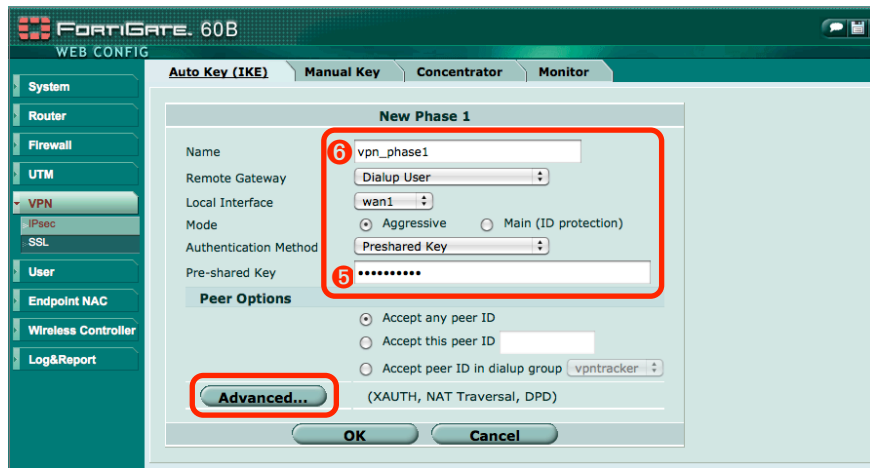 FORTIGATE. 60B
WEB CONFIG
Auto Key (IKE) Manual Key Concentrator Monitor
System
Router
Firewall
UTM
VPN
IPsec
SSL
User
Endpoint NAC
Wireless Controller
Log&Report
New Phase 1
Name 6 vpn_phase1
Remote Gateway Dialup User
Local Interface wan1
Mode Aggressive Main (ID protection)
Authentication Method Preshared Key
Pre-shared Key 5 ••••••••••
Peer Options
Accept any peer ID
Accept this peer ID
Accept peer ID in dialup group vpntracker
Advanced... (XAUTH, NAT Traversal, DPD)
OK Cancel